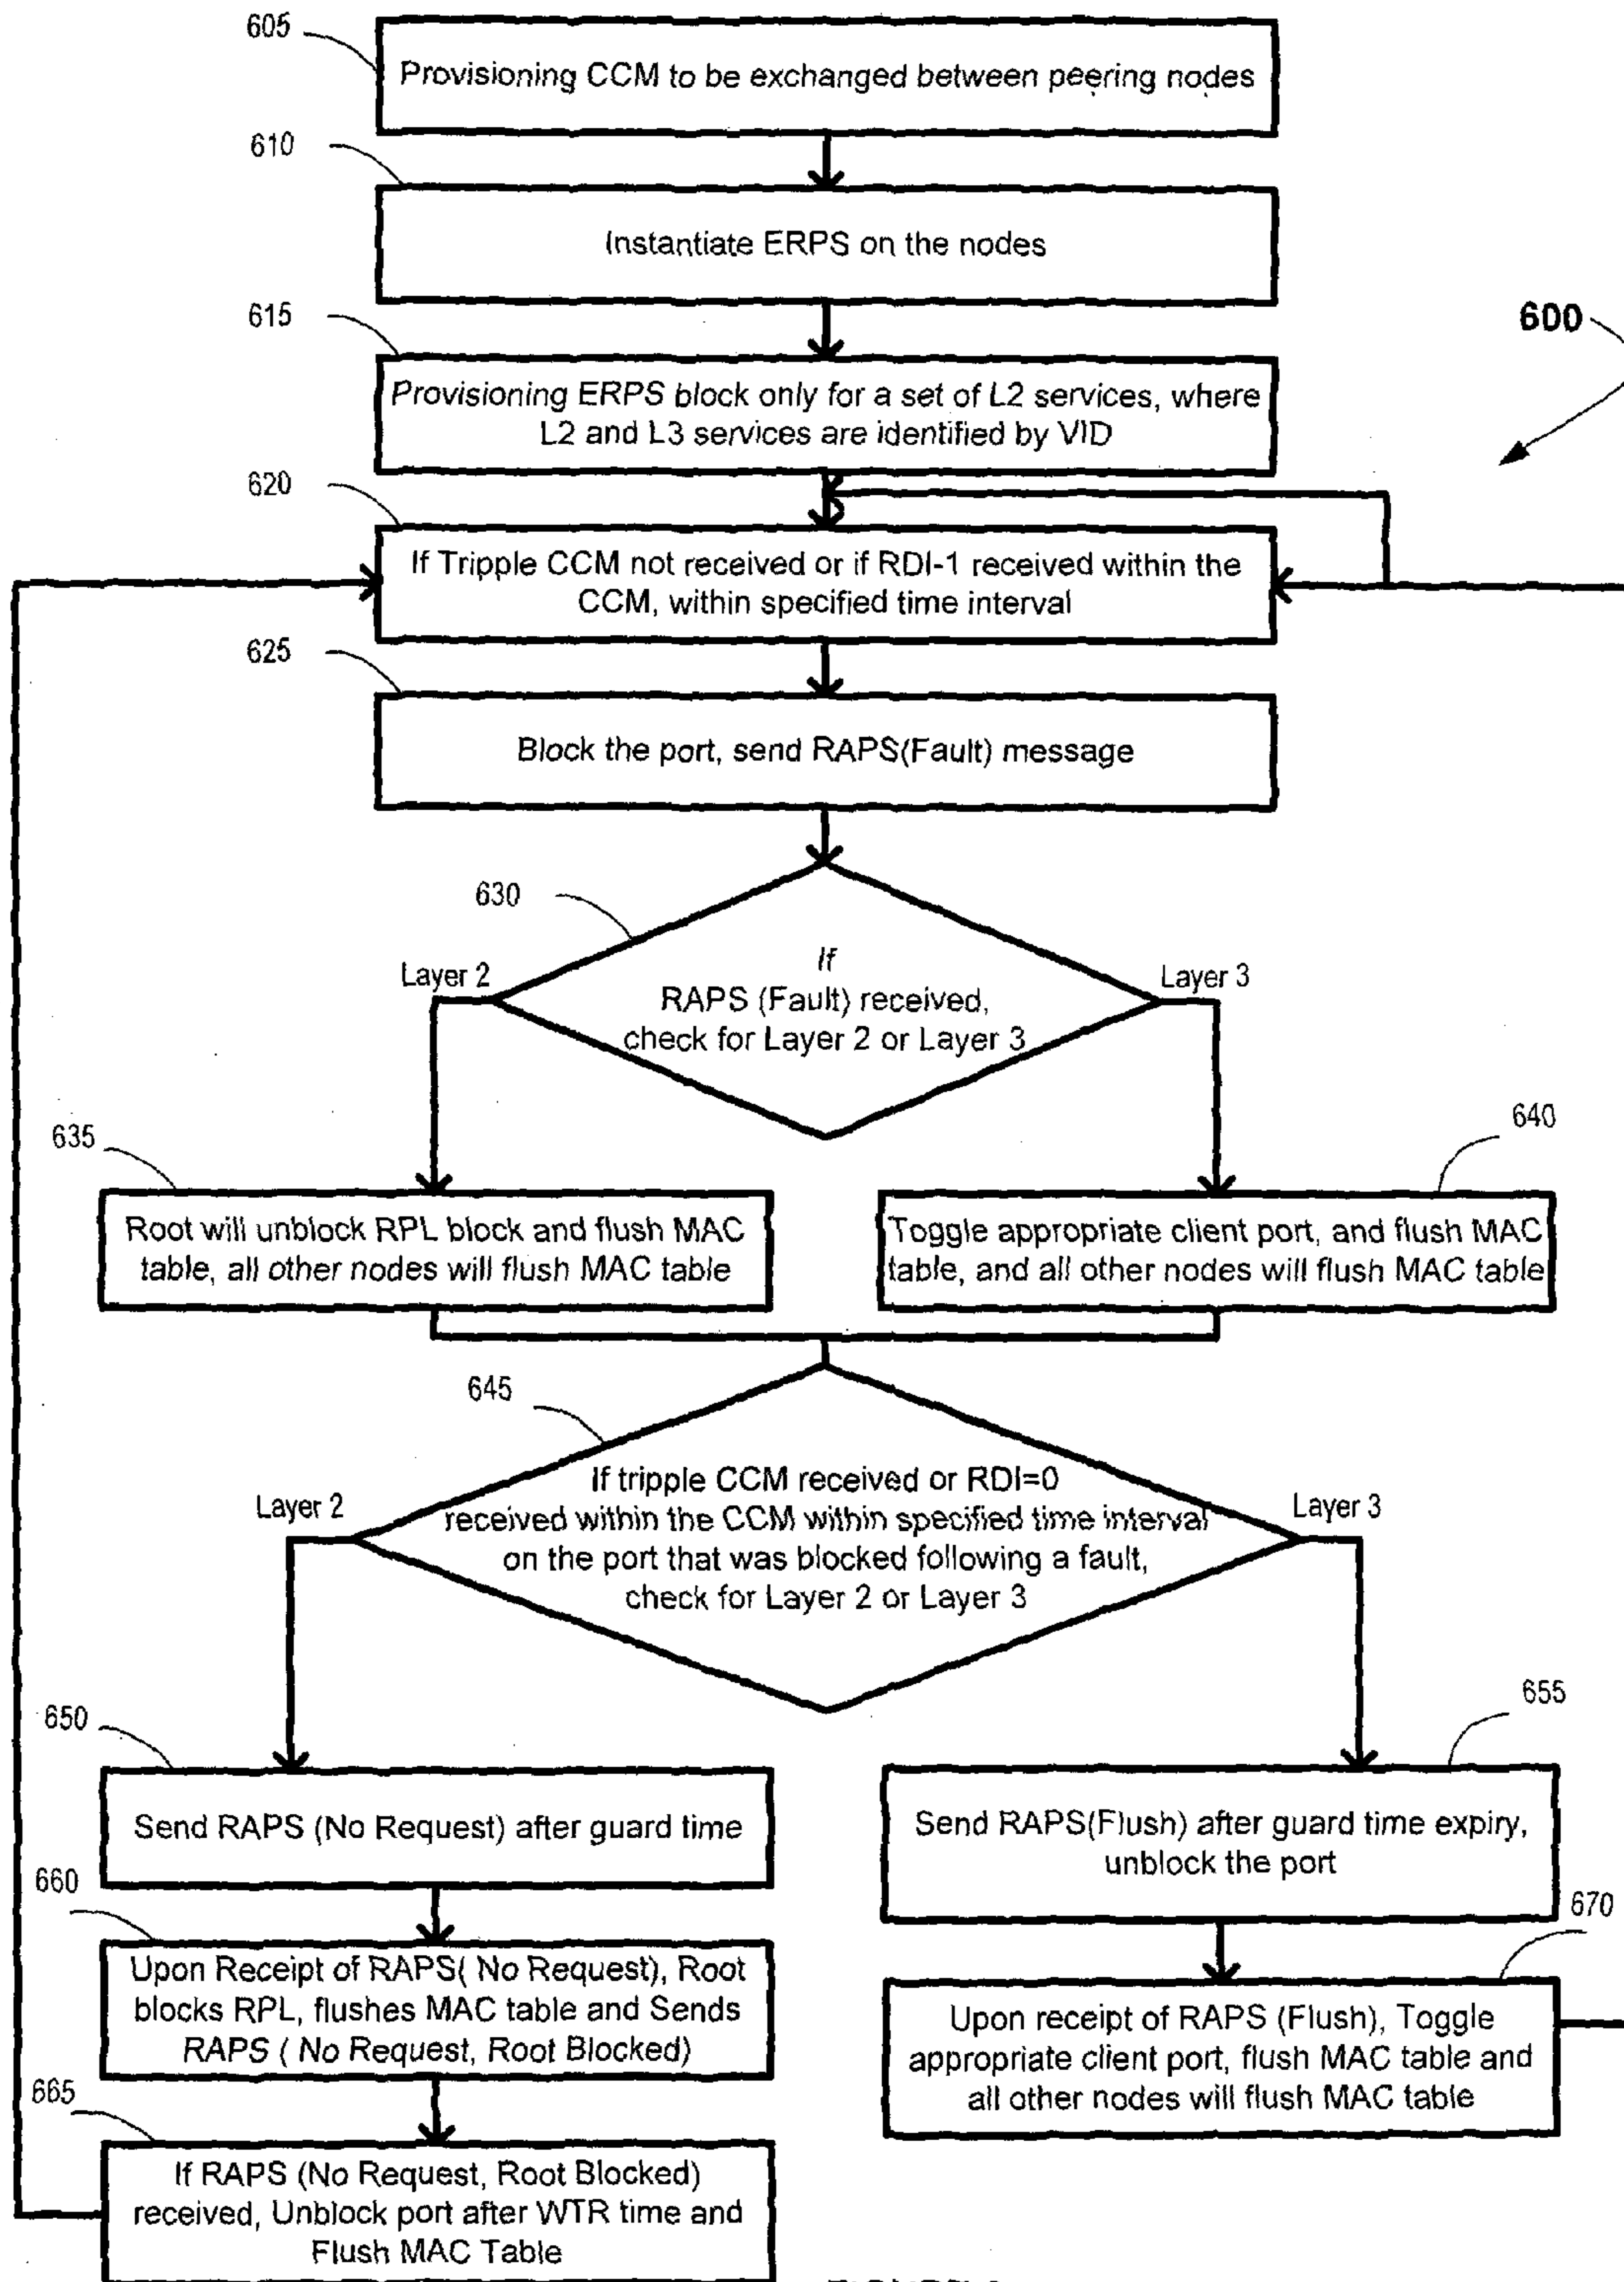 605
Provisioning CCM to be exchanged between peering nodes
610
Instantiate ERPS on the nodes
615
600
Provisioning ERPS block only for a set of L2 services, where
L2 and L3 services are identified by VID
620
If Tripple CCM not received or if RDI-1 received within the
CCM, within specified time interval
625
Block the port, send RAPS(Fault) message
630
Layer 2
If
RAPS (Fault) received,
check for Layer 2 or Layer 3
Layer 3
635
640
Root will unblock RPL block and flush MAC
table, all other nodes will flush MAC table
Toggle appropriate client port, and flush MAC
table, and all other nodes will flush MAC table
645
Layer 2
If tripple CCM received or RDI=0
received within the CCM within specified time interval
on the port that was blocked following a fault,
check for Layer 2 or Layer 3
Layer 3
650
655
Send RAPS (No Request) after guard time
Send RAPS(Flush) after guard time expiry,
unblock the port
660
670
Upon Receipt of RAPS( No Request), Root
blocks RPL, flushes MAC table and Sends
RAPS ( No Request, Root Blocked)
Upon receipt of RAPS (Flush), Toggle
appropriate client port, flush MAC table and
all other nodes will flush MAC table
665
If RAPS (No Request, Root Blocked)
received, Unblock port after WTR time and
Flush MAC Table